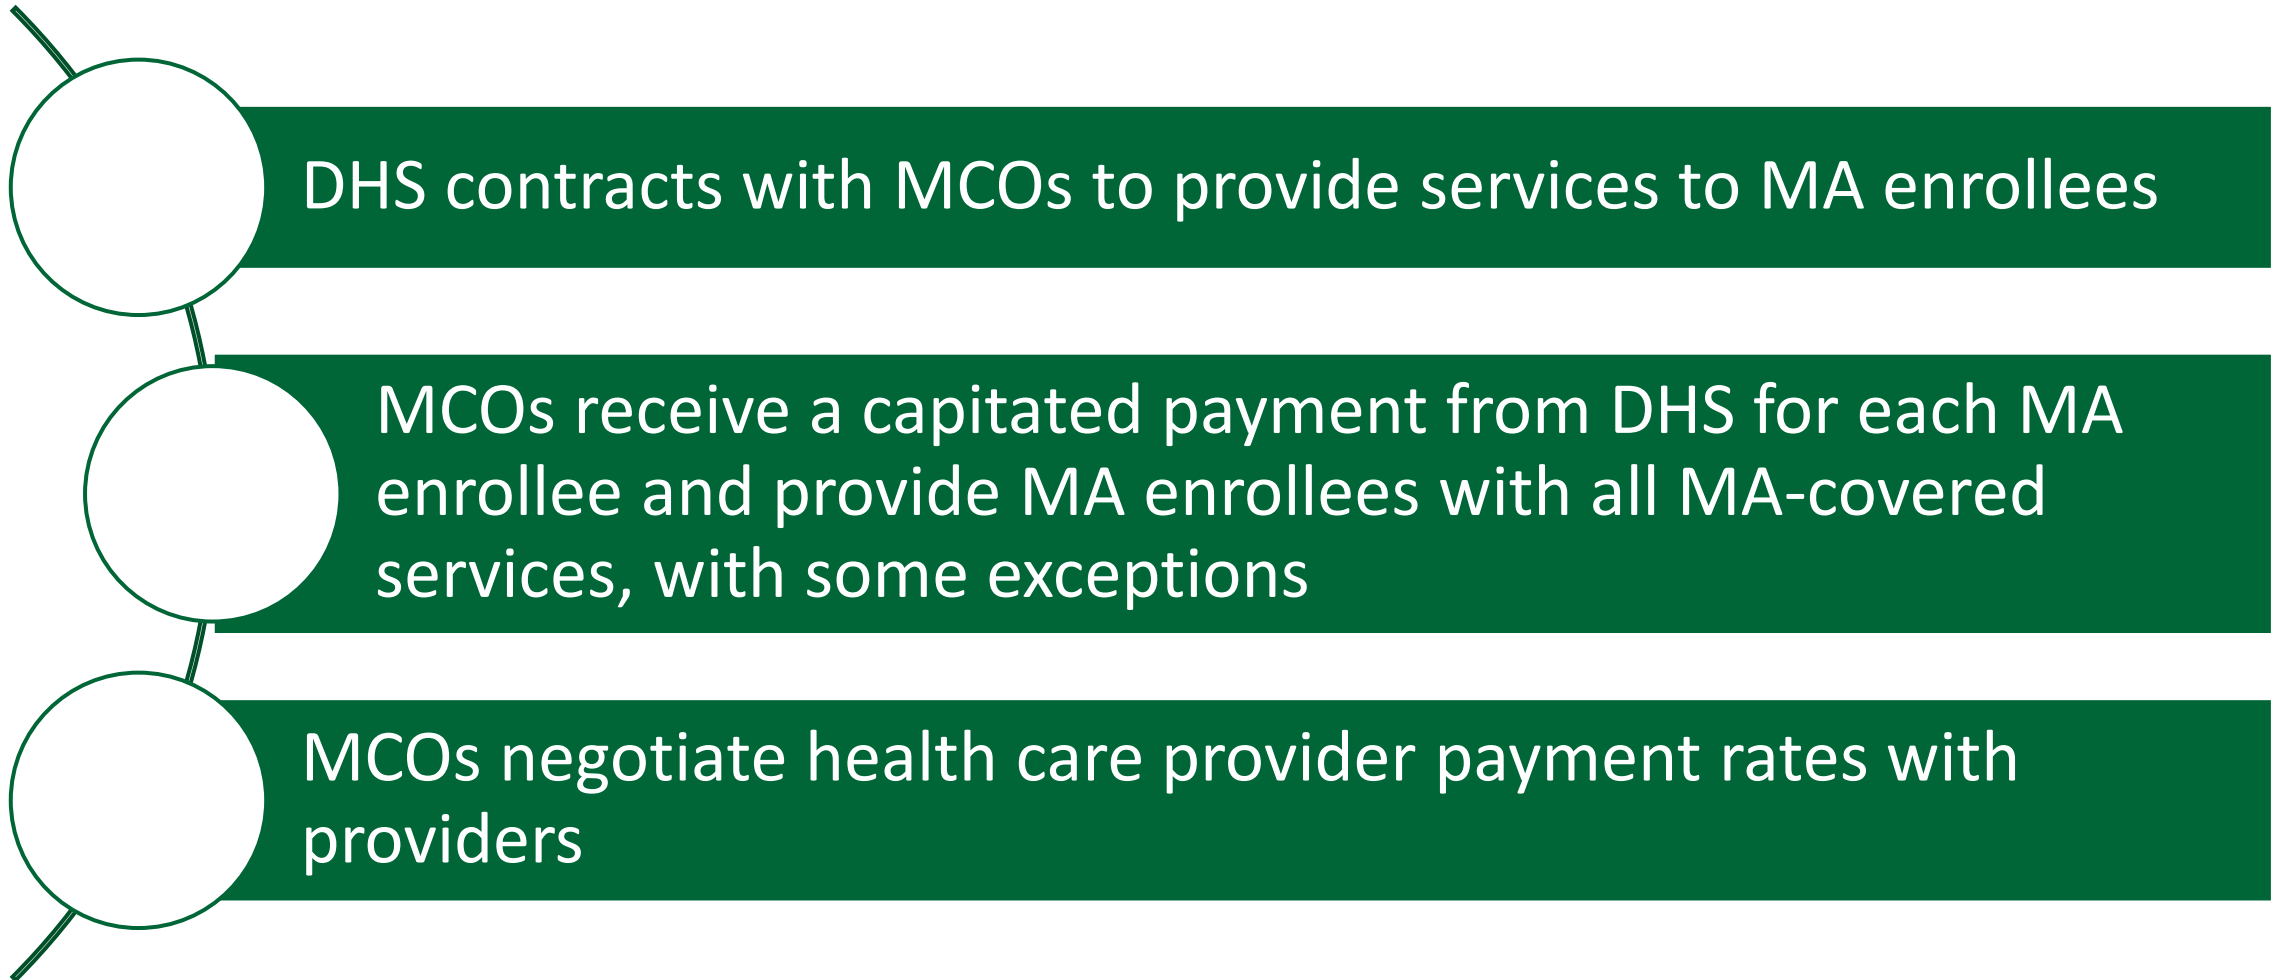 DHS contracts with MCOs to provide services to MA enrollees
MCOs receive a capitated payment from DHS for each MA
enrollee and provide MA enrollees with all MA-covered
services, with some exceptions
MCOs negotiate health care provider payment rates with
providers